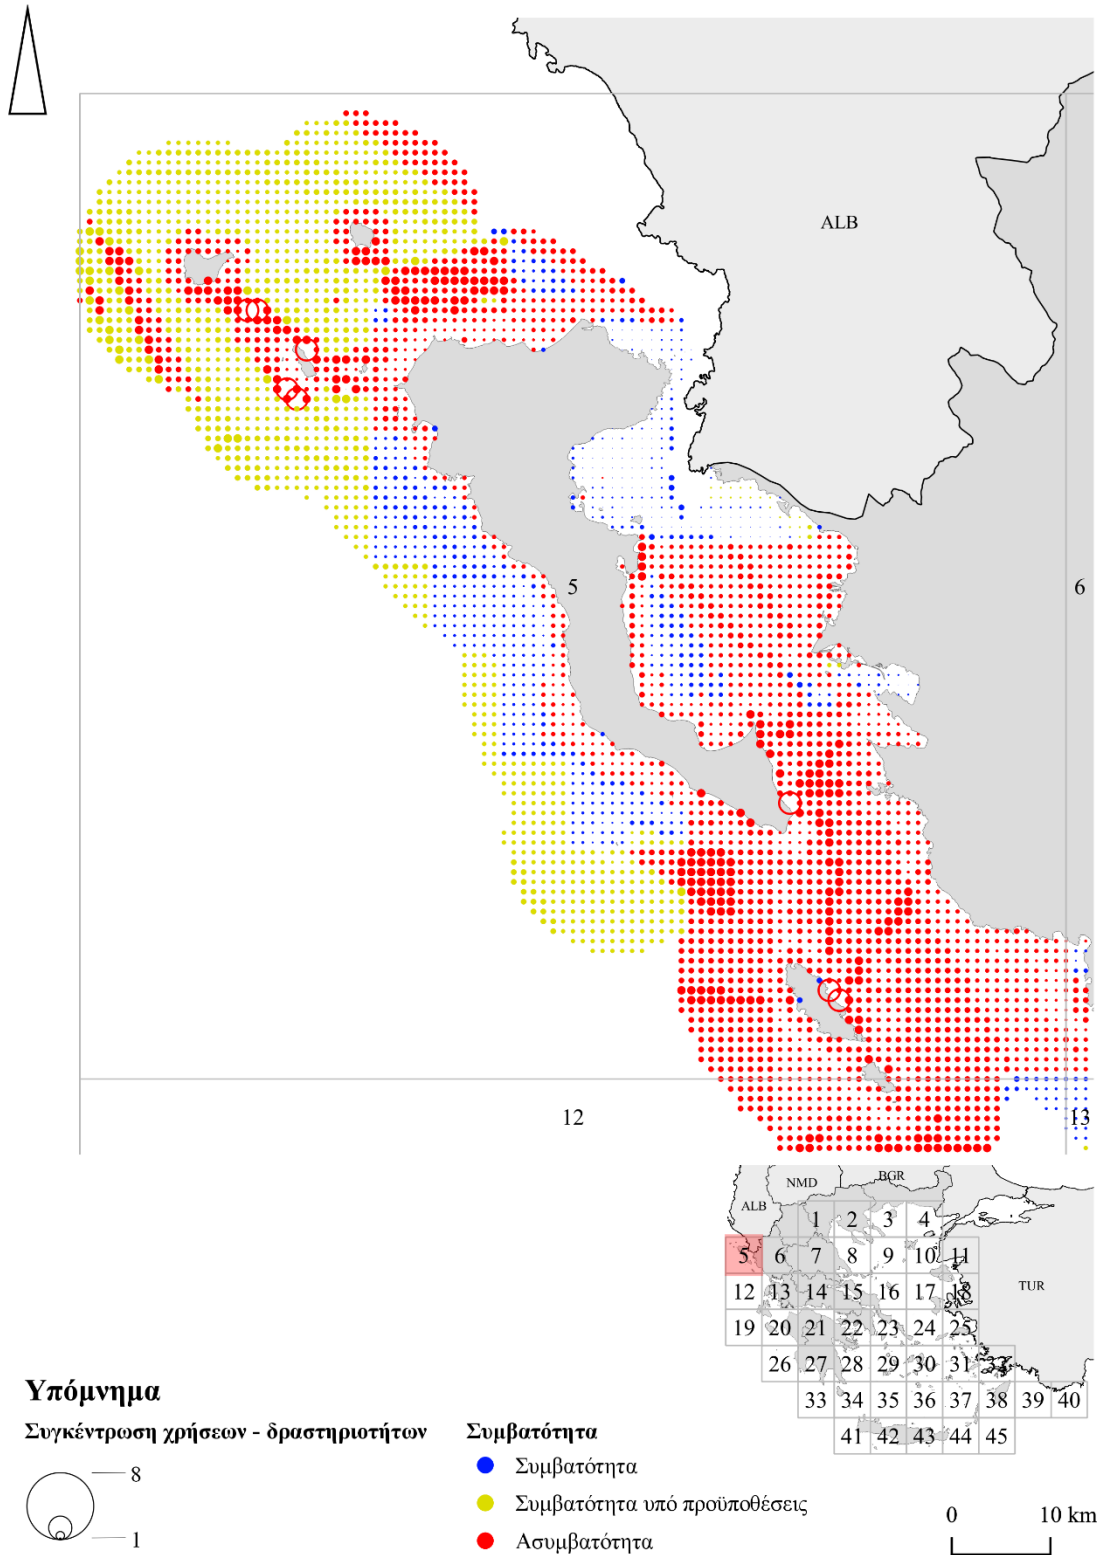 ALB
5
6
12
13
NMD
BGR
ALB
1 2 3 4
5 6 7 8 9 10 11
TUR
12 13 14 15 16 17 18
19 20 21 22 23 24 25
26 27 28 29 30 31 32
33 34 35 36 37 38 39 40
41 42 43 44 45
Υπόμνημα
Συγκέντρωση χρήσεων - δραστηριοτήτων
8
1
Συμβατότητα
Συμβατότητα
Συμβατότητα υπό προϋποθέσεις
Ασυμβατότητα
0 10 km